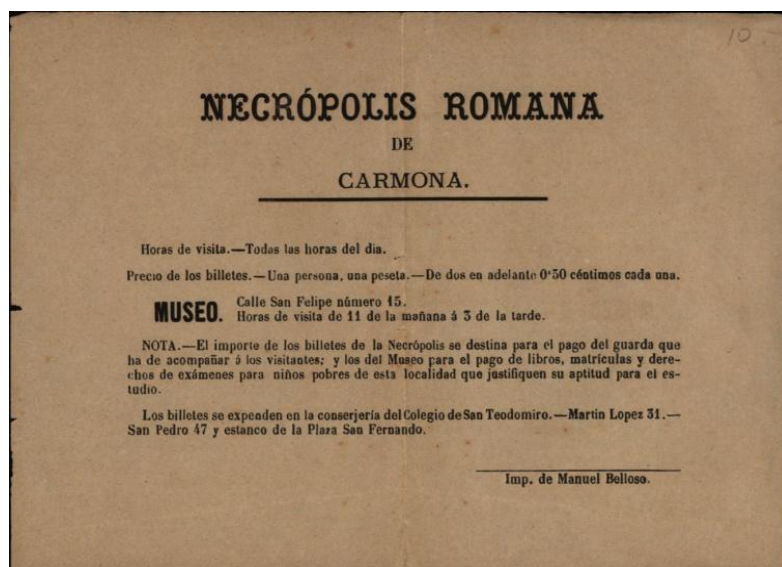 10
NECRÓPOLIS ROMANA
DE
CARMONA.
Horas de visita.—Todas las horas del dia.
Precio de los billetes.—Una persona, una peseta.—De dos en adelante 0'50 céntimos cada una.
MUSEO. Calle San Felipe número 15.
Horas de visita de 11 de la mañana á 3 de la tarde.
NOTA.—El importe de los billetes de la Necrópolis se destina para el pago del guarda que
ha de acompañar á los visitantes; y los del Museo para el pago de libros, matrículas y dere-
chos de exámenes para niños pobres de esta localidad que justifiquen su aptitud para el es-
tudio.
Los billetes se expenden en la conserjería del Colegio de San Teodomiro.—Martin Lopez 31.—
San Pedro 47 y estanco de la Plaza San Fernando.
Imp. de Manuel Belloso.